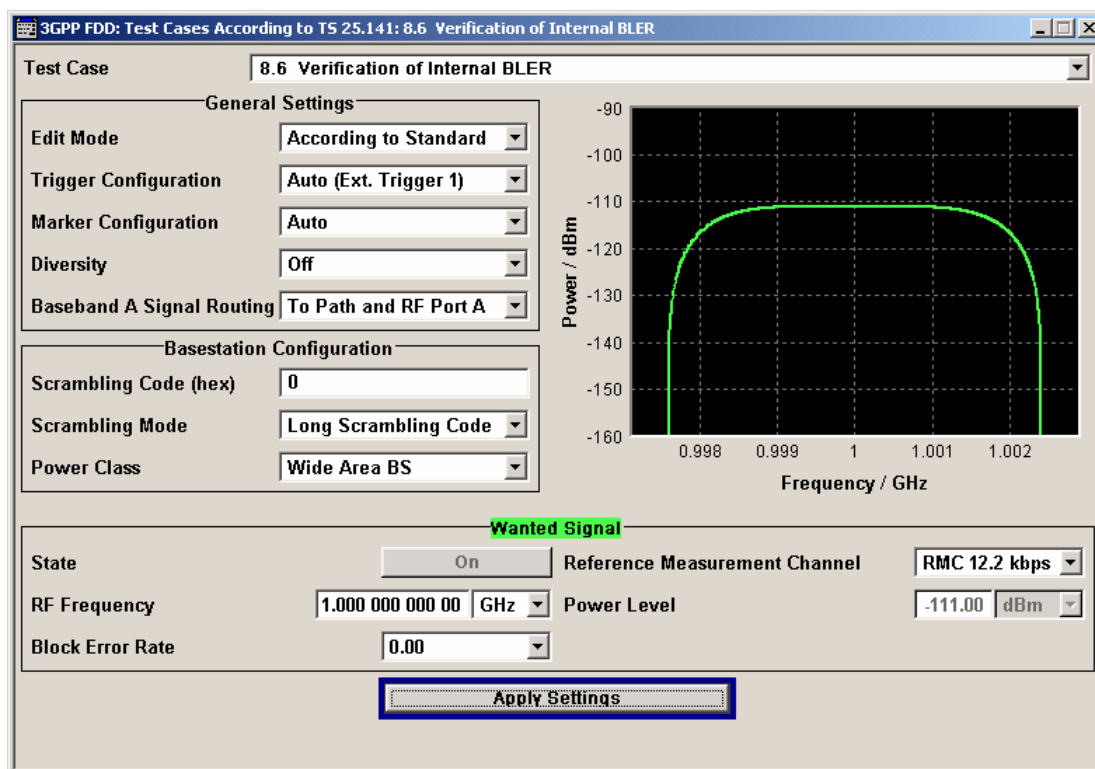 3GPP FDD: Test Cases According to TS 25.141: 8.6 Verification of Internal BLER
Test Case
8.6 Verification of Internal BLER
General Settings
Edit Mode
According to Standard
Trigger Configuration
Auto (Ext. Trigger 1)
Marker Configuration
Auto
Diversity
Off
Baseband A Signal Routing
To Path and RF Port A
Basestation Configuration
Scrambling Code (hex)
0
Scrambling Mode
Long Scrambling Code
Power Class
Wide Area BS
Power / dBm
-90
-100
-110
-120
-130
-140
-150
-160
0.998 0.999 1 1.001 1.002
Frequency / GHz
Wanted Signal
State
On
Reference Measurement Channel
RMC 12.2 kbps
RF Frequency
1.000 000 000 00 GHz
Power Level
-111.00 dBm
Block Error Rate
0.00
Apply Settings